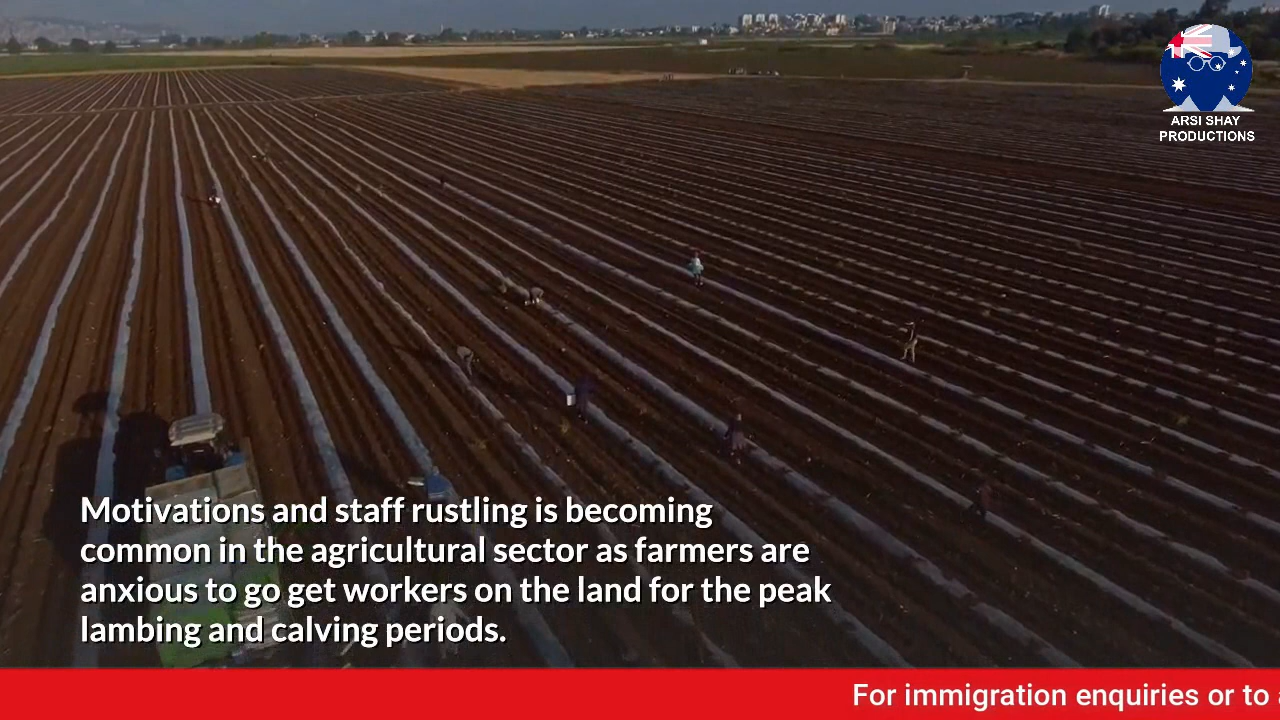 ARSI SHAY
PRODUCTIONS
Motivations and staff rustling is becoming
common in the agricultural sector as farmers are
anxious to go get workers on the land for the peak
lambing and calving periods.
For immigration enquiries or to